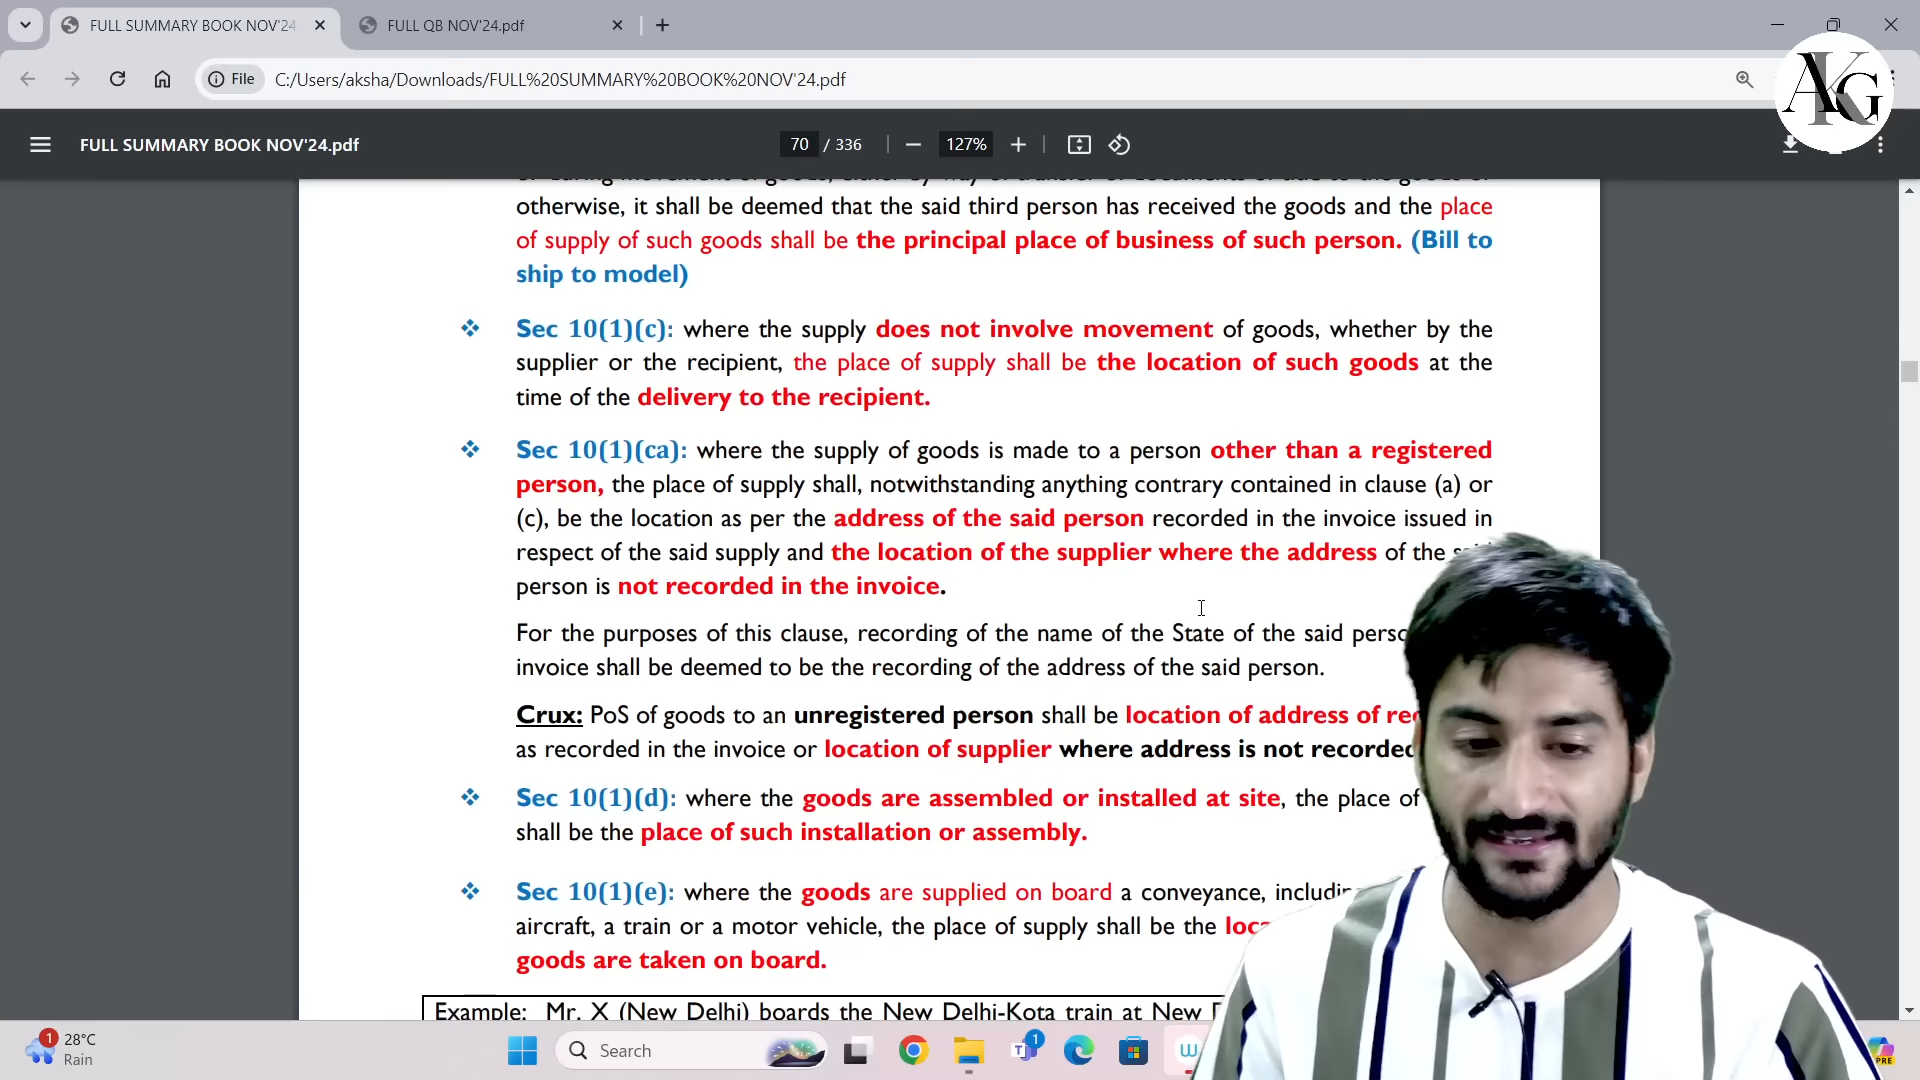 FULL SUMMARY BOOK NOV'24
FULL QB NOV'24.pdf
File
C:/Users/aksha/Downloads/FULL%20SUMMARY%20BOOK%20NOV'24.pdf
AKG
FULL SUMMARY BOOK NOV'24.pdf
70 / 336
127%
otherwise, it shall be deemed that the said third person has received the goods and the place
of supply of such goods shall be the principal place of business of such person. (Bill to
ship to model)
❖ Sec 10(1)(c): where the supply does not involve movement of goods, whether by the
supplier or the recipient, the place of supply shall be the location of such goods at the
time of the delivery to the recipient.
❖ Sec 10(1)(ca): where the supply of goods is made to a person other than a registered
person, the place of supply shall, notwithstanding anything contrary contained in clause (a) or
(c), be the location as per the address of the said person recorded in the invoice issued in
respect of the said supply and the location of the supplier where the address of the
person is not recorded in the invoice.
For the purposes of this clause, recording of the name of the State of the said
invoice shall be deemed to be the recording of the address of the said person.
Crux: PoS of goods to an unregistered person shall be location of address of
as recorded in the invoice or location of supplier where address is not recorded
❖ Sec 10(1)(d): where the goods are assembled or installed at site, the place of
shall be the place of such installation or assembly.
❖ Sec 10(1)(e): where the goods are supplied on board a conveyance,
aircraft, a train or a motor vehicle, the place of supply shall be the
goods are taken on board.
Example: Mr. X (New Delhi) boards the New Delhi-Kota train at New
1
28°C
Rain
Search
1
PRE